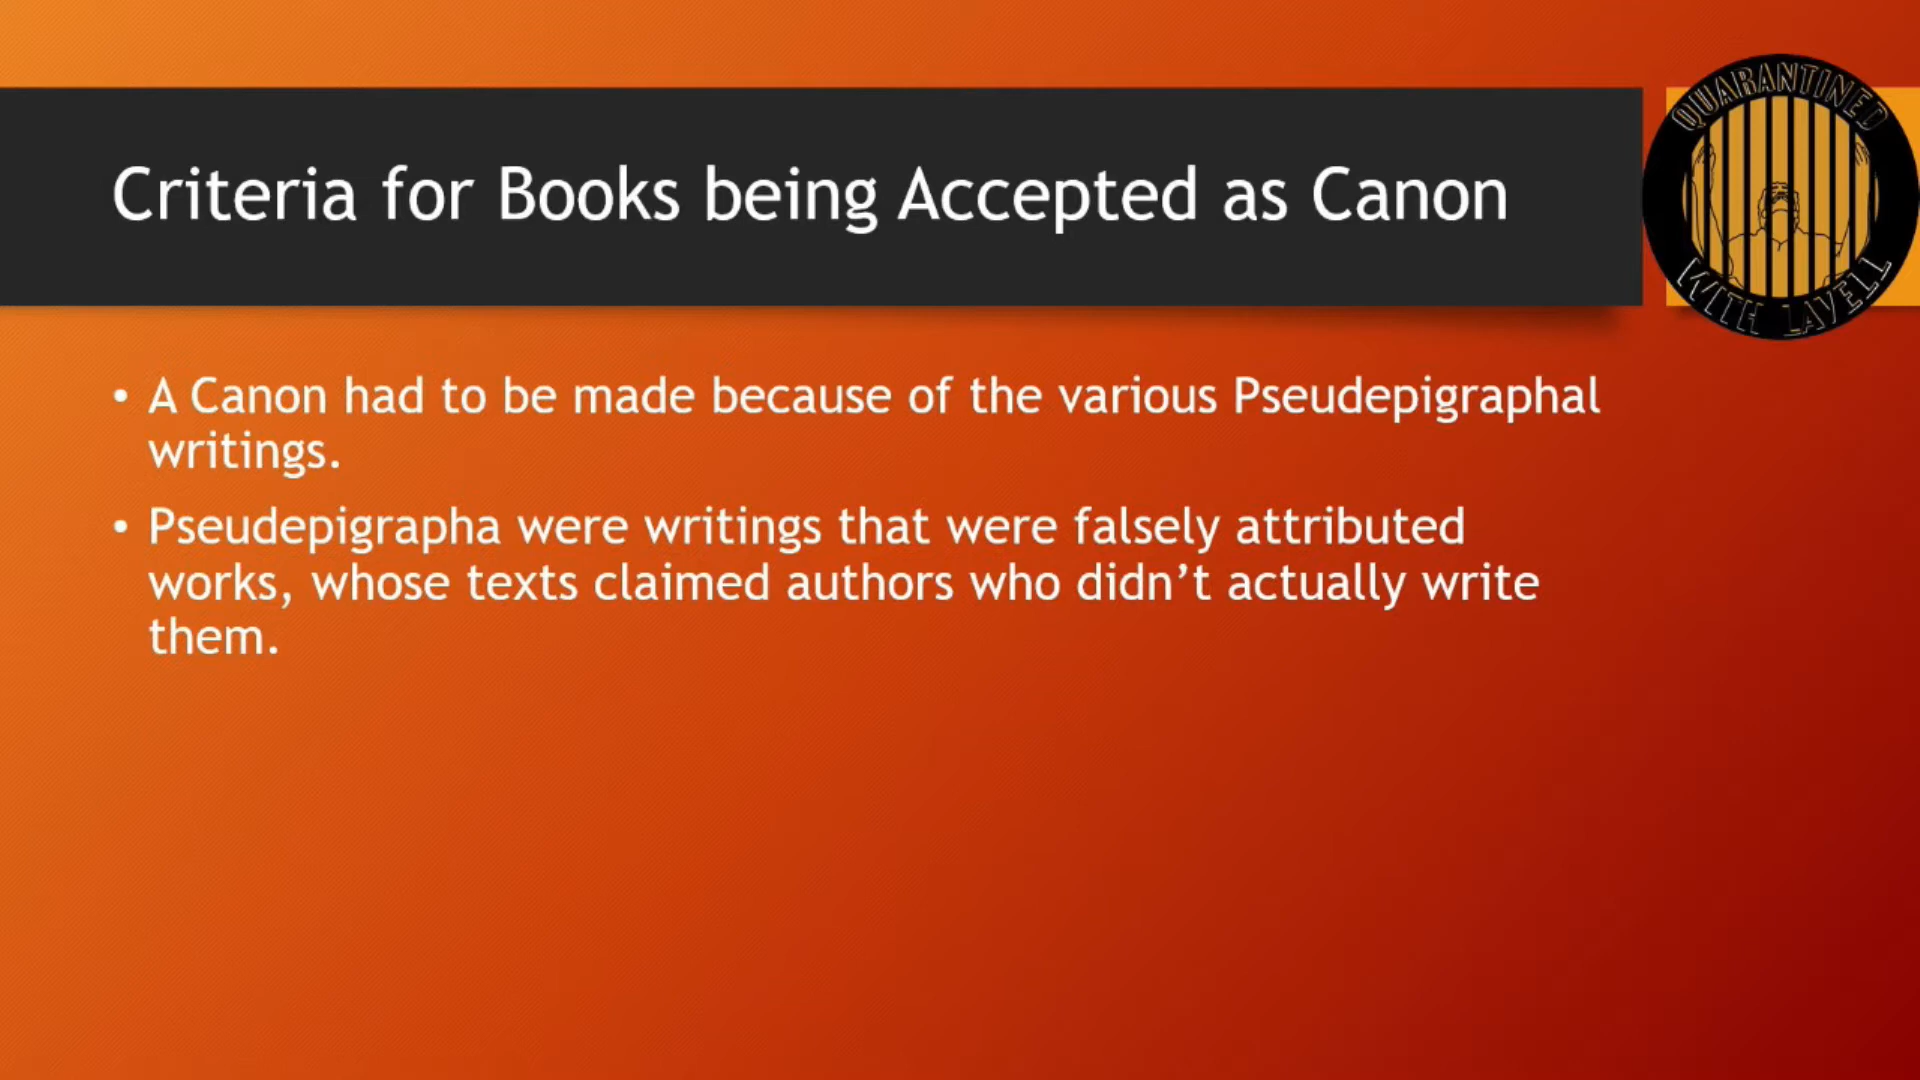 Criteria for Books being Accepted as Canon
QUARANTINED
WITH LAVELL
• A Canon had to be made because of the various Pseudepigraphal
writings.
• Pseudepigrapha were writings that were falsely attributed
works, whose texts claimed authors who didn’t actually write
them.